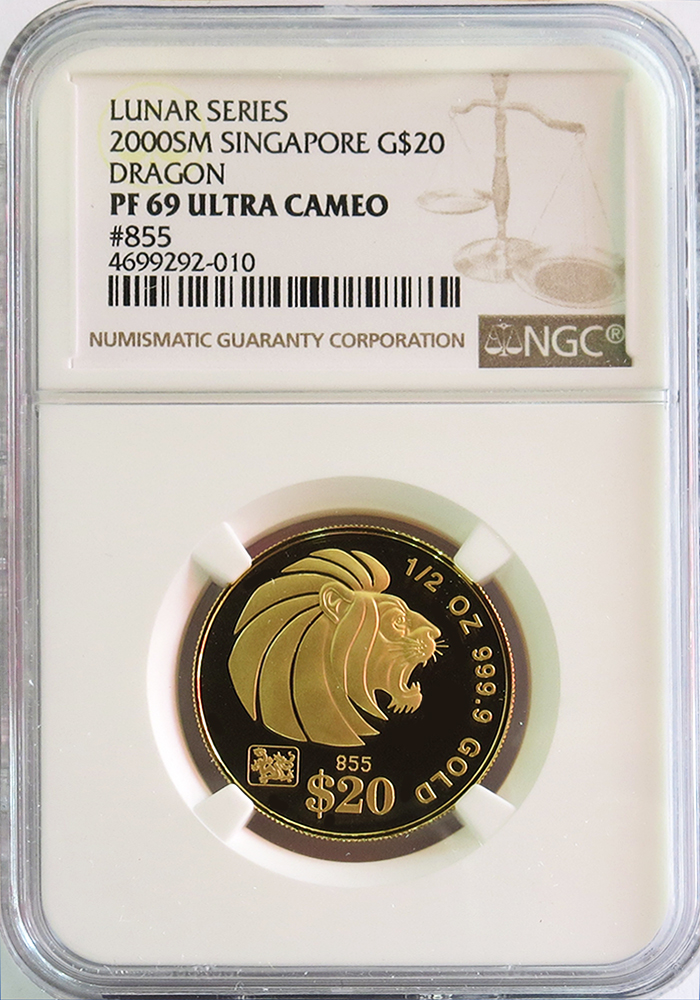 LUNAR SERIES
2000SM SINGAPORE G$20
DRAGON
PF 69 ULTRA CAMEO
#855
4699292-010
NUMISMATIC GUARANTY CORPORATION
NGC®
1/2 OZ 999.9 GOLD
855
$20